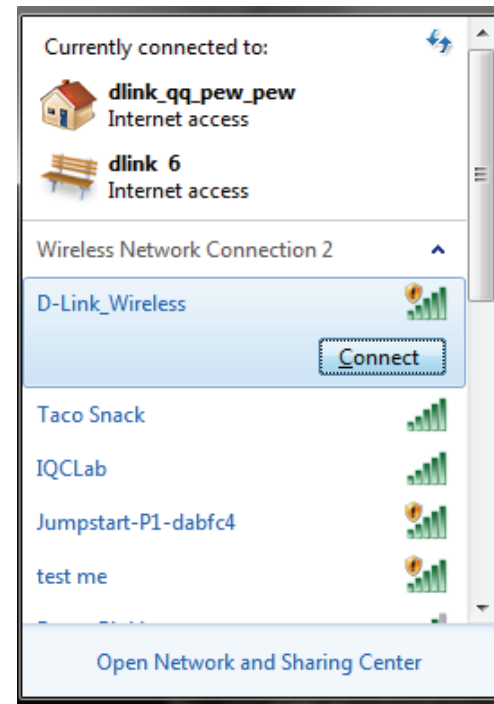 Currently connected to:
dlink_qq_pew_pew
Internet access
dlink 6
Internet access
Wireless Network Connection 2
D-Link_Wireless
Connect
Taco Snack
IQCLab
Jumpstart-P1-dabfc4
test me
Open Network and Sharing Center